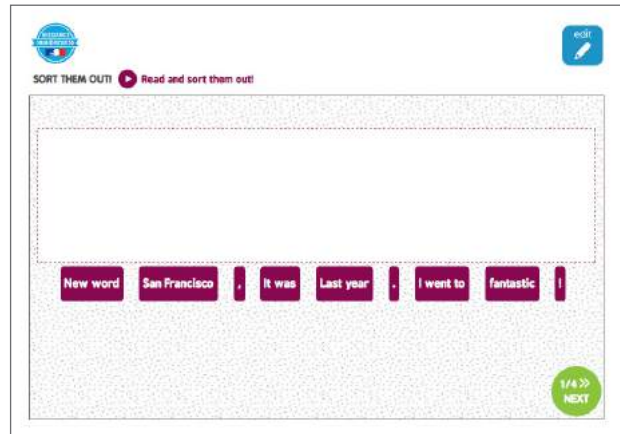 edit
SORT THEM OUT! Read and sort them out!
New word San Francisco , It was Last year . I went to fantastic !
1/4 »
NEXT